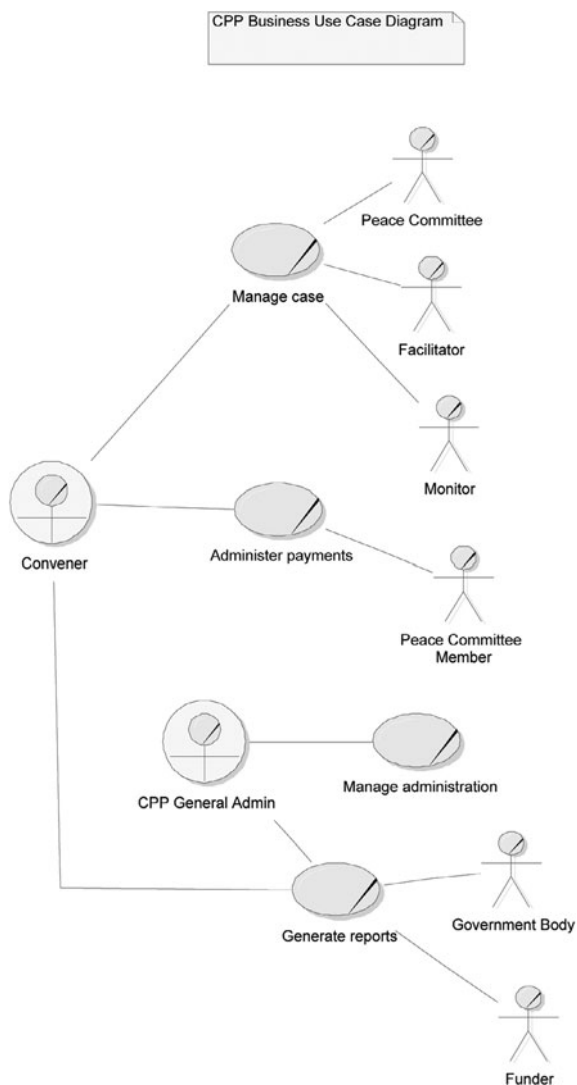 CPP Business Use Case Diagram
Peace Committee
Manage case
Facilitator
Monitor
Convener
Administer payments
Peace Committee
Member
CPP General Admin
Manage administration
Government Body
Generate reports
Funder